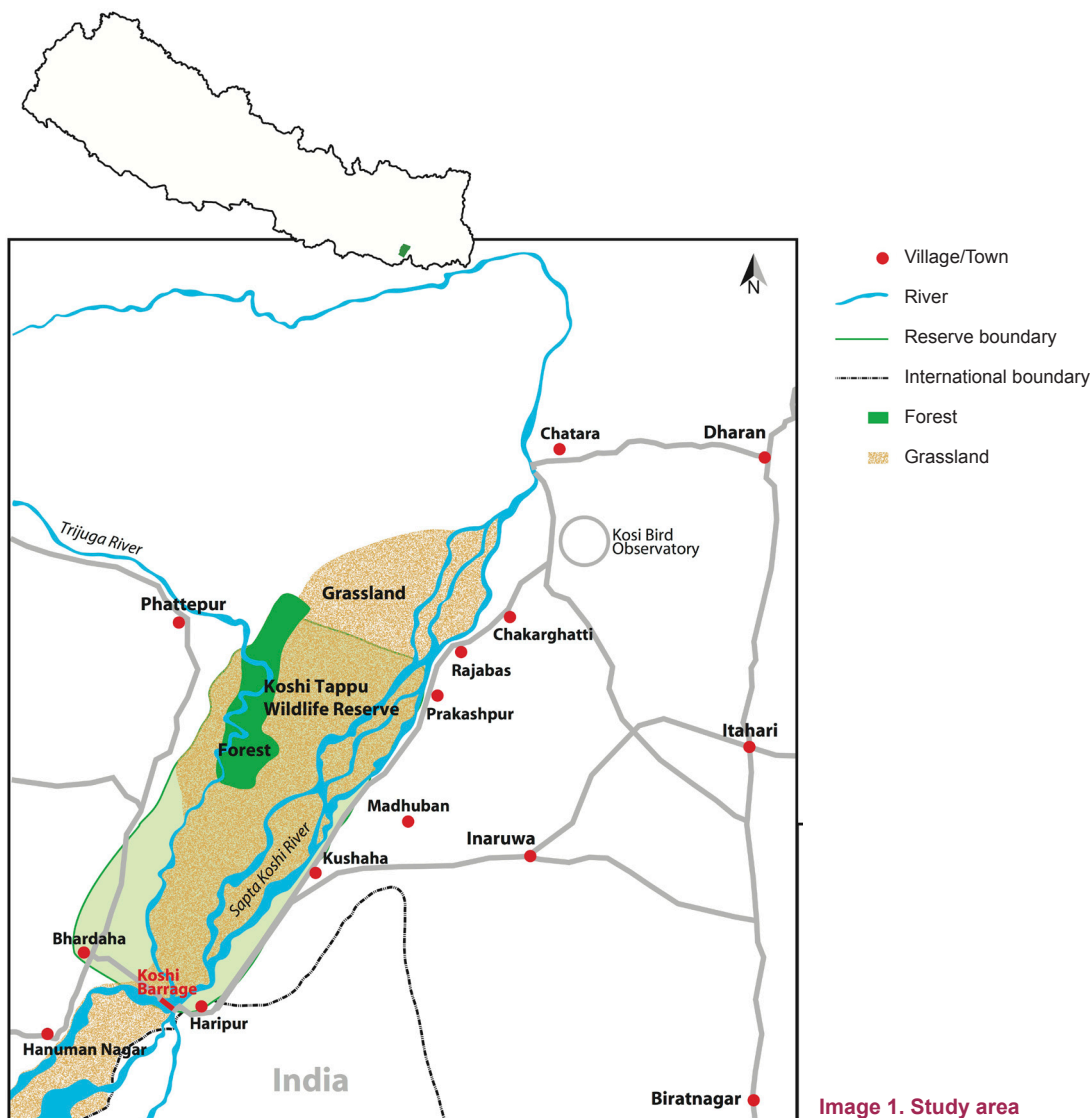 N
Village/Town
River
Reserve boundary
International boundary
Forest
Grassland
Chatara
Dharan
Trijuga River
Kosi Bird
Observatory
Phattepur
Grassland
Chakarghatti
Rajabas
Koshi Tappu
Wildlife Reserve
Prakashpur
Forest
Itahari
Madhuban
Inaruwa
Kushaha
Sapta Koshi River
Bhardaha
Koshi
Barrage
Haripur
Hanuman Nagar
India
Biratnagar
Image 1. Study area